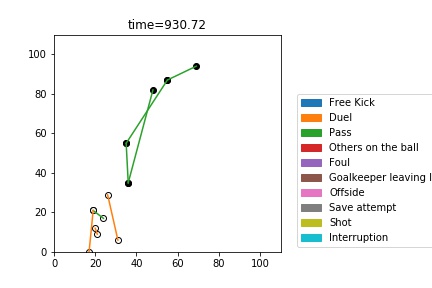 time=930.72
100
80
60
40
20
0
0 20 40 60 80 100
Free Kick
Duel
Pass
Others on the ball
Foul
Goalkeeper leaving l
Offside
Save attempt
Shot
Interruption